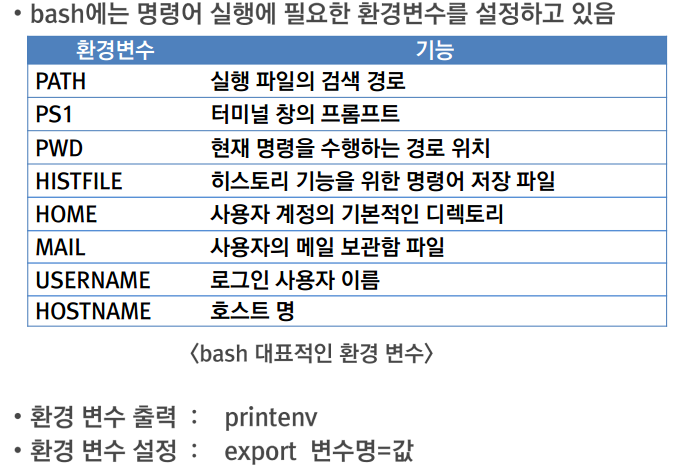 • bash에는 명령어 실행에 필요한 환경변수를 설정하고 있음
환경변수 기능
PATH 실행 파일의 검색 경로
PS1 터미널 창의 프롬프트
PWD 현재 명령을 수행하는 경로 위치
HISTFILE 히스토리 기능을 위한 명령어 저장 파일
HOME 사용자 계정의 기본적인 디렉토리
MAIL 사용자의 메일 보관함 파일
USERNAME 로그인 사용자 이름
HOSTNAME 호스트 명
〈bash 대표적인 환경 변수〉
• 환경 변수 출력 : printenv
• 환경 변수 설정 : export 변수명=값